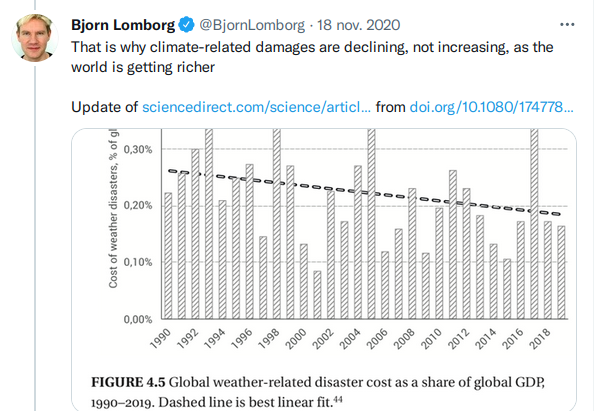 Bjorn Lomborg @BjornLomborg · 18 nov. 2020
That is why climate-related damages are declining, not increasing, as the
world is getting richer
Update of sciencedirect.com/science/articl... from doi.org/10.1080/174778...
Cost of weather disasters, % of gl
0,30%
0,20%
0,10%
0,00%
1990 1992 1994 1996 1998 2000 2002 2004 2006 2008 2010 2012 2014 2016 2018
FIGURE 4.5 Global weather-related disaster cost as a share of global GDP,
1990–2019. Dashed line is best linear fit.44